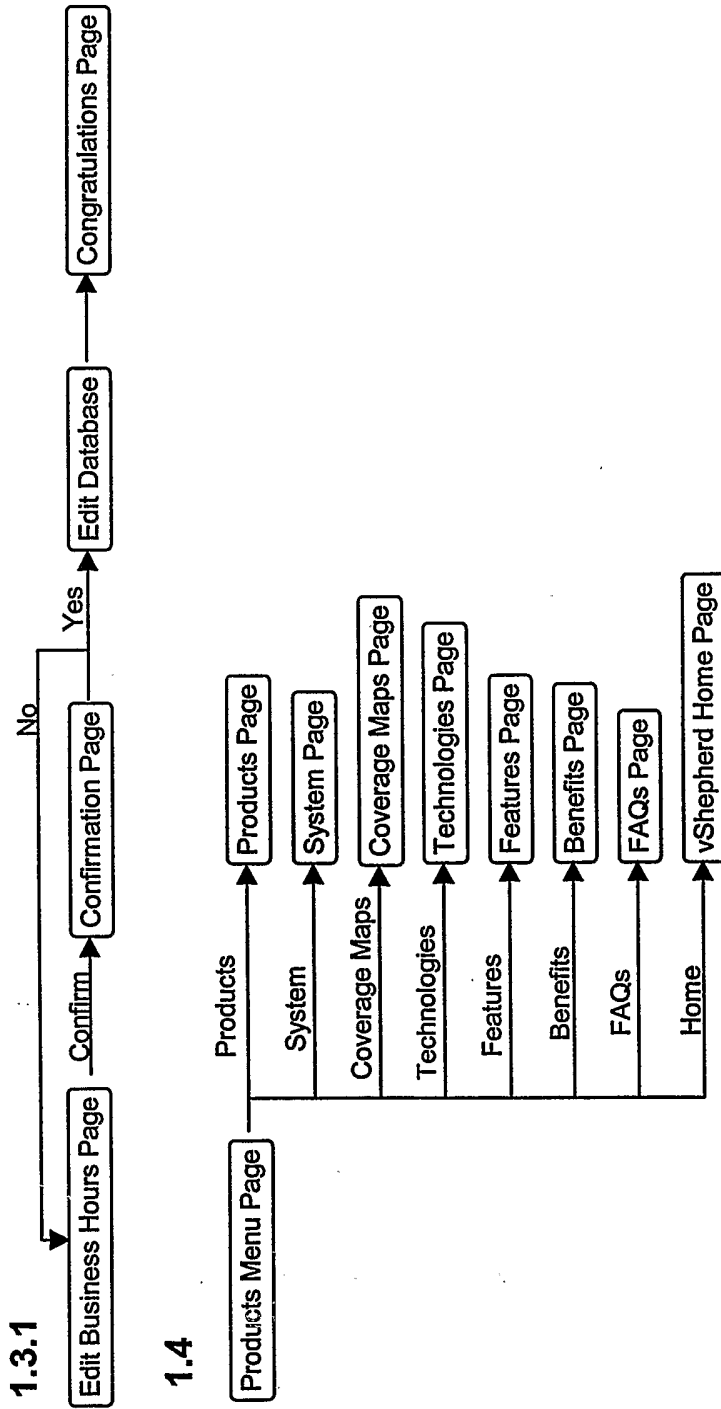 1.3.1
No
Edit Business Hours Page
Confirm
Confirmation Page
Yes
Edit Database
Congratulations Page
1.4
Products Menu Page
Products
Products Page
System
System Page
Coverage Maps
Coverage Maps Page
Technologies
Technologies Page
Features
Features Page
Benefits
Benefits Page
FAQs
FAQs Page
Home
vShepherd Home Page